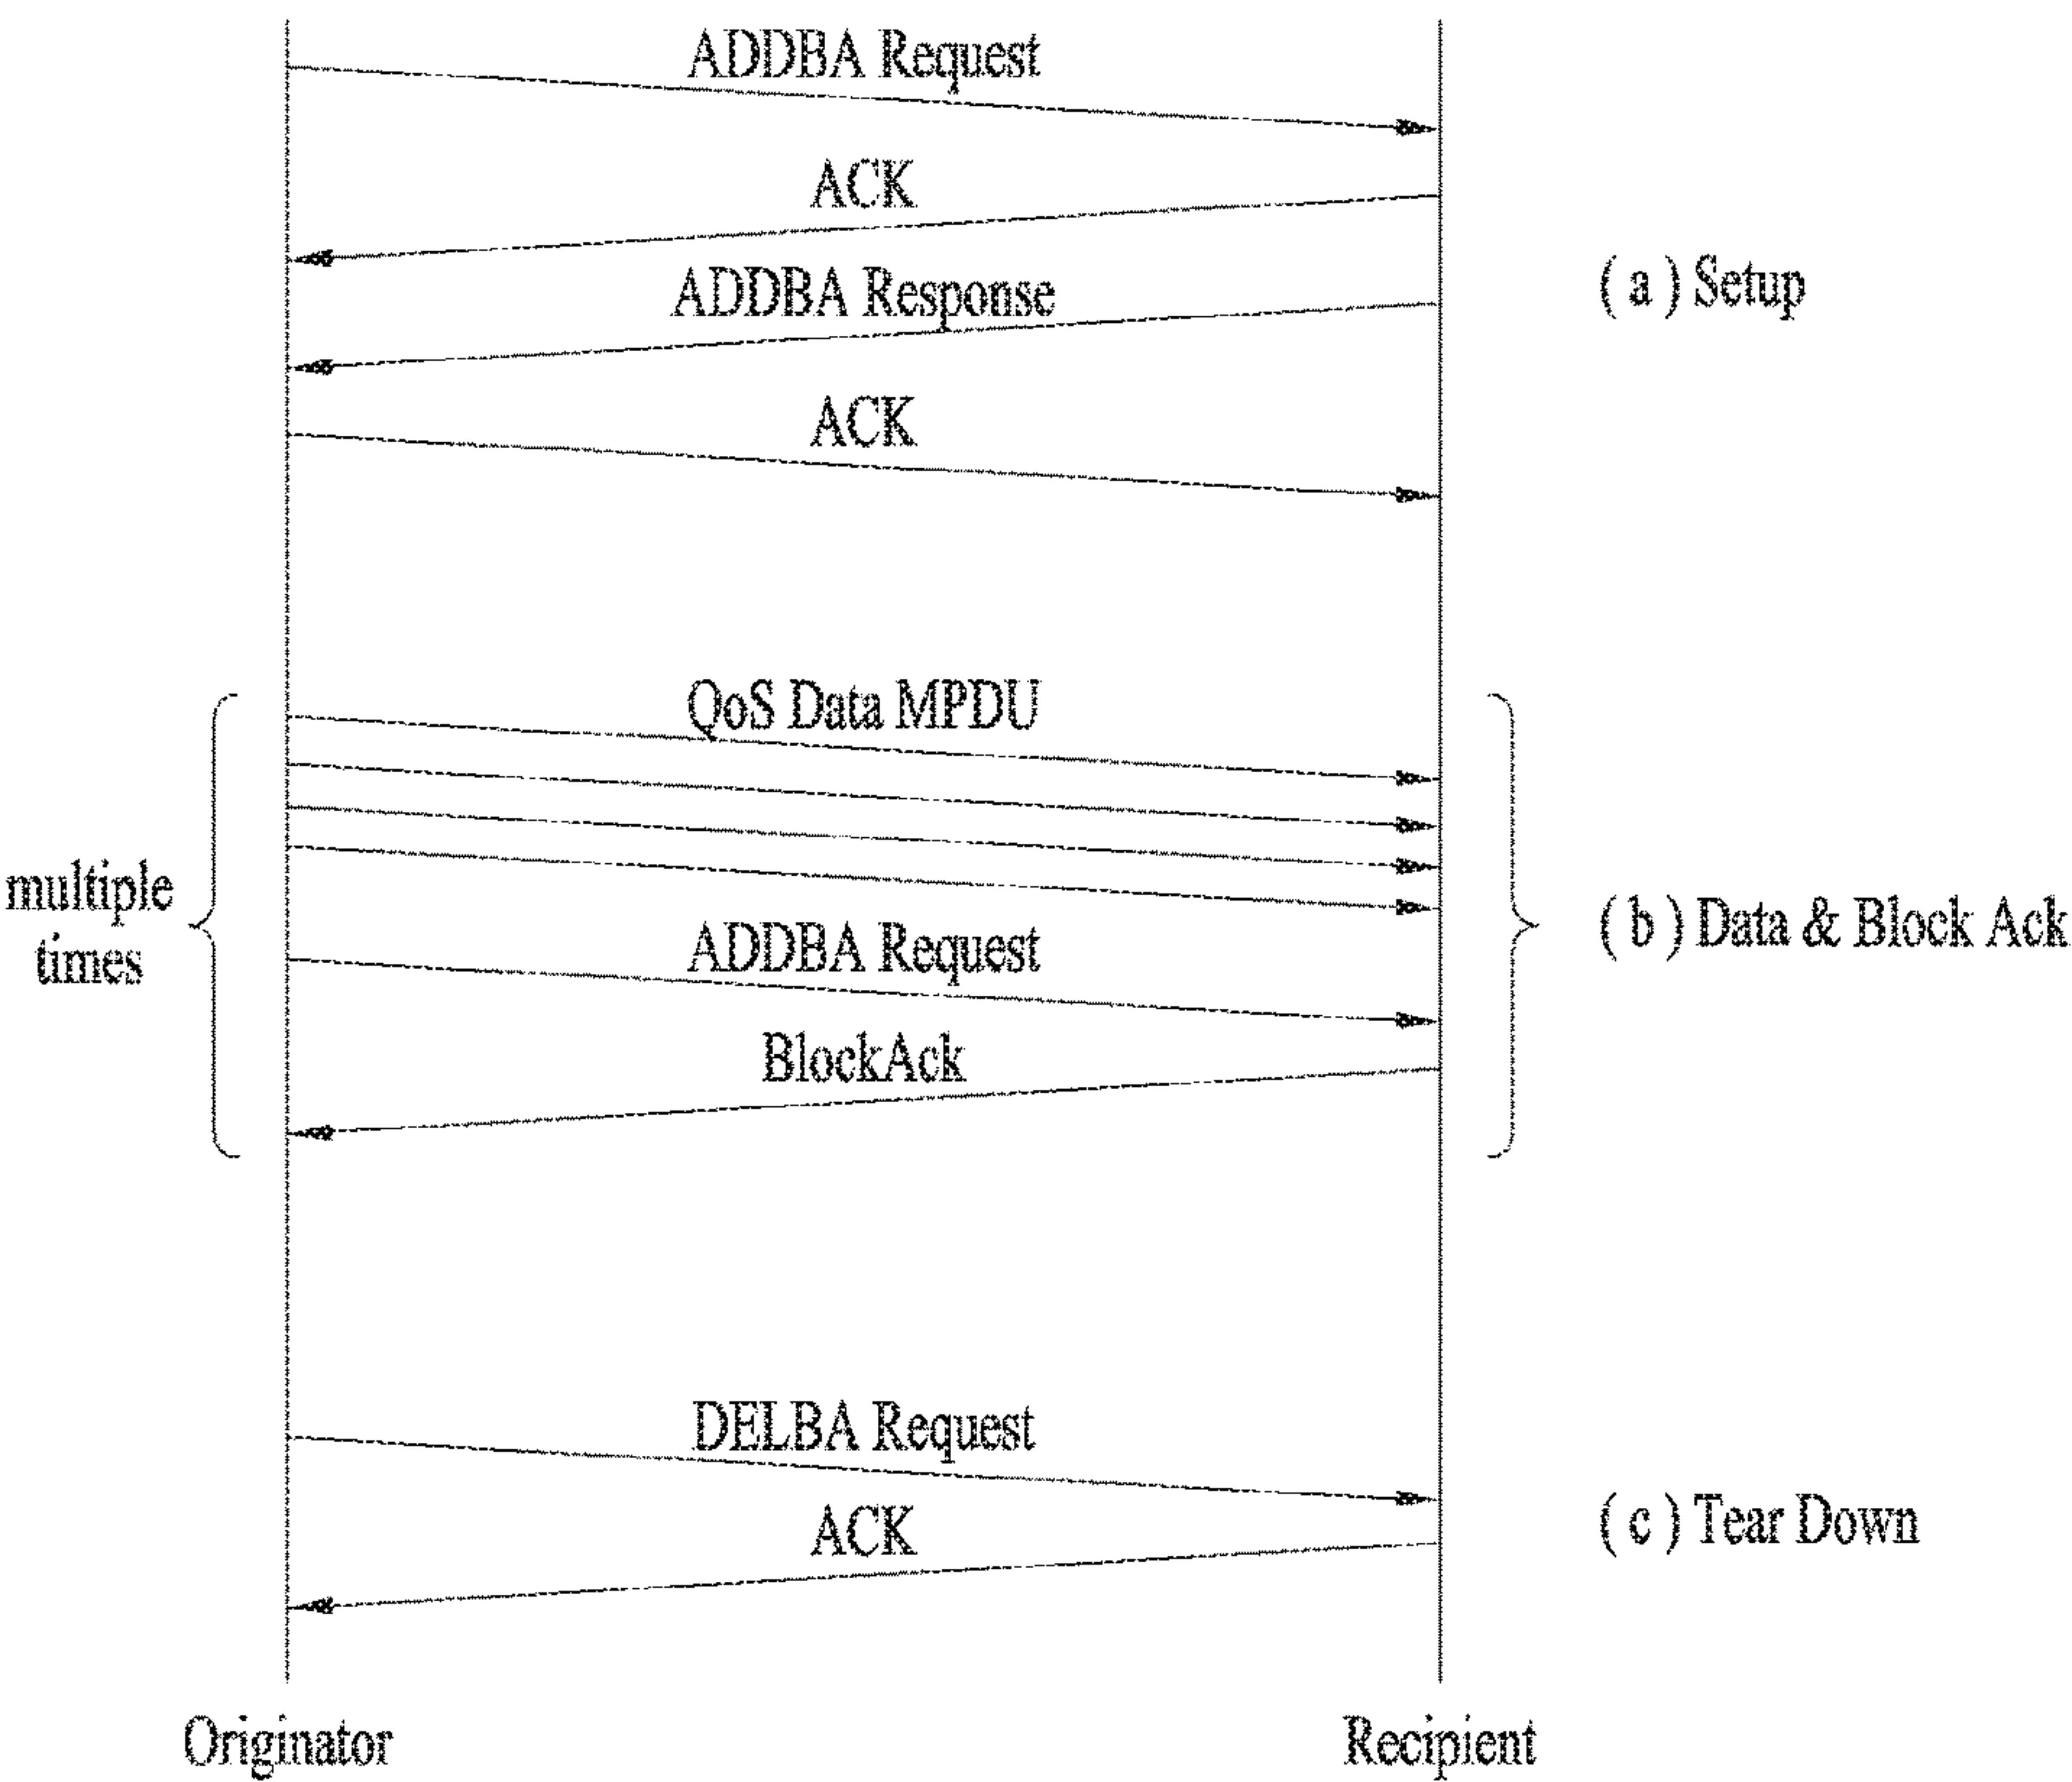 ADDBA Request
ACK
ADDBA Response
( a ) Setup
ACK
QoS Data MPDU
multiple
times
ADDBA Request
( b ) Data & Block Ack
BlockAck
DELBA Request
ACK
( c ) Tear Down
Originator
Recipient